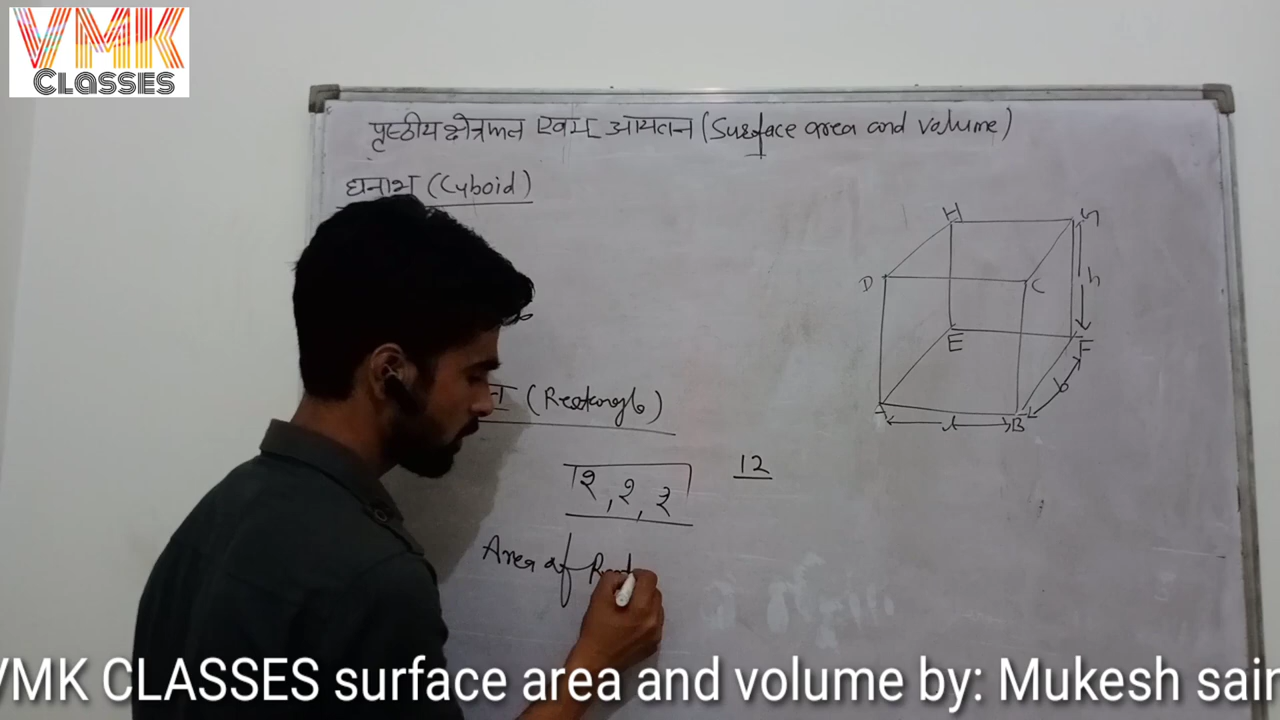 VMK
Classes
पृष्ठीय क्षेत्रफल एवम् आयतन (Surface area and volume)
घनाभ (Cuboid)
H G
D C h
E F
b
A l B
(Rectangle)
12
२, २, २
Area of Rect
VMK CLASSES surface area and volume by: Mukesh sain